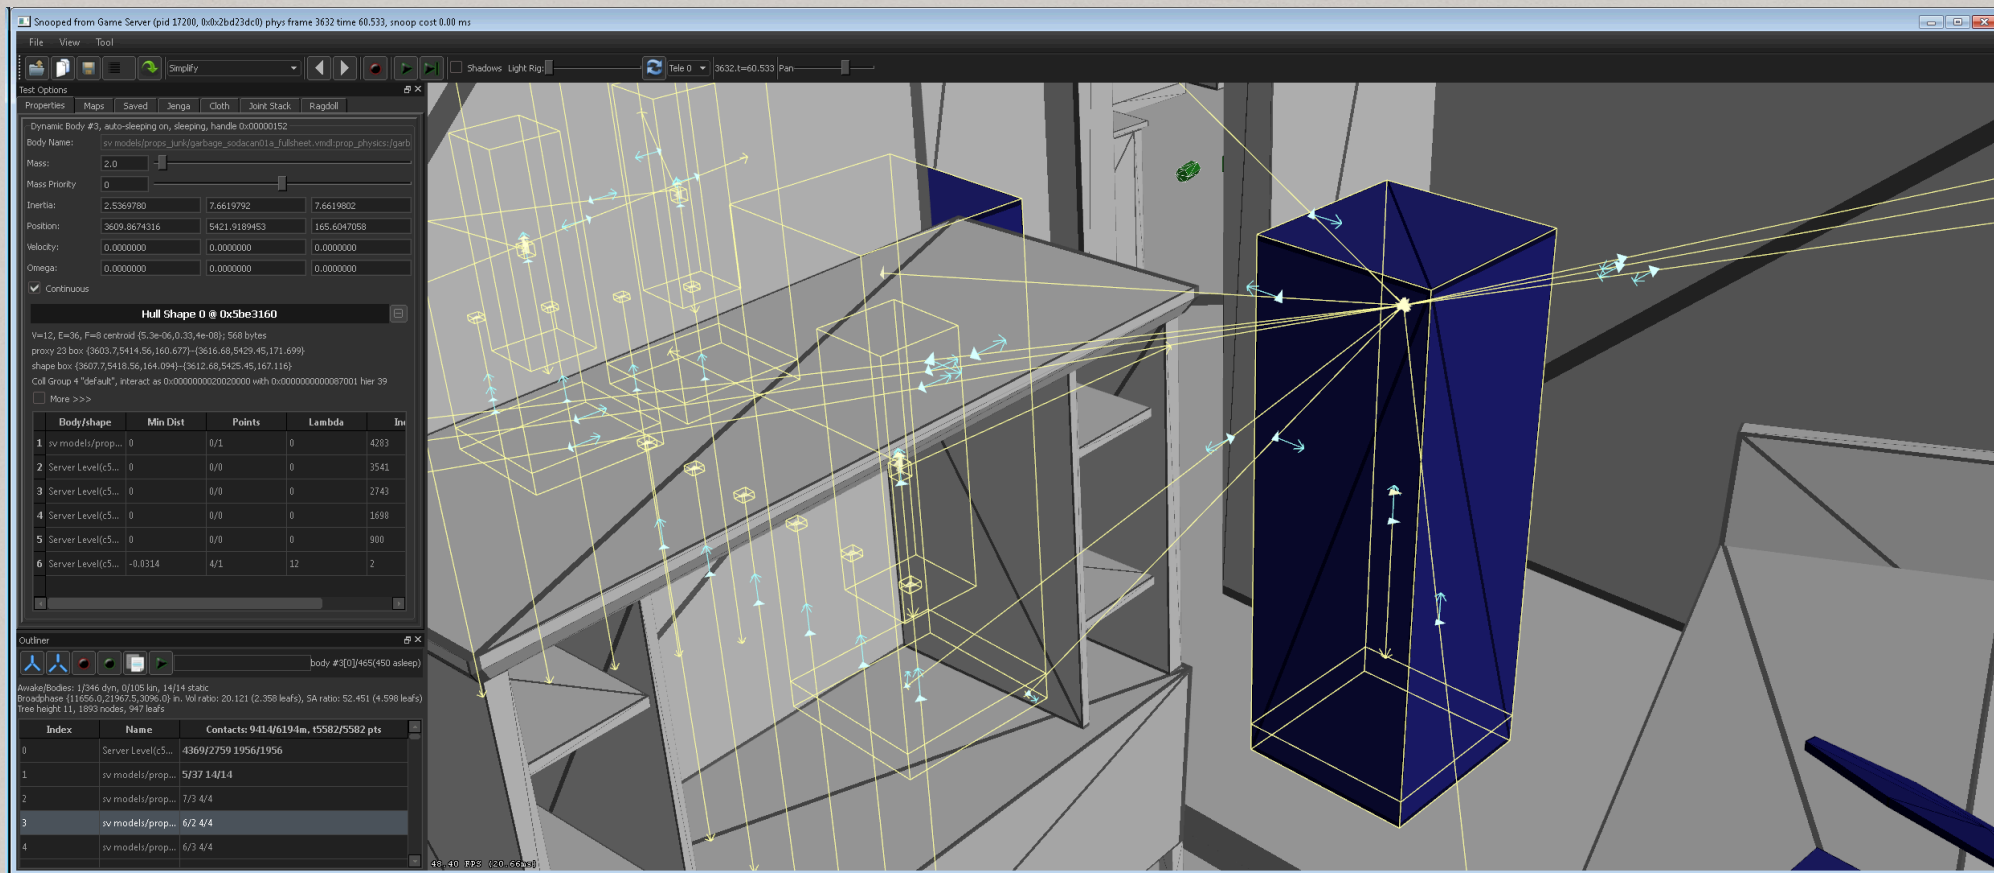 Snooped from Game Server (pid 17200, 0x0x2bd23dc0) phys frame 3632 time 60.533, snoop cost 0.00 ms
File View Tool
Simplify Shadows Light Rig: Tele 0 3632.t=60.533 Pan
Test Options
Properties Maps Saved Jenga Cloth Joint Stack Ragdoll
Dynamic Body #3, auto-sleeping on, sleeping, handle 0x00000152
Body Name: sv models/props_junk/garbage_sodacan01a_fullsheet.vmdl:prop_physics:/garb
Mass: 2.0
Mass Priority 0
Inertia: 2.5369780 7.6619792 7.6619802
Position: 3609.8674316 5421.9189453 165.6047058
Velocity: 0.0000000 0.0000000 0.0000000
Omega: 0.0000000 0.0000000 0.0000000
Continuous
Hull Shape 0 @ 0x5be3160
V=12, E=36, F=8 centroid {5.3e-06,0.33,4e-08}; 568 bytes
proxy 23 box {3603.7,5414.56,160.677}-{3616.68,5429.45,171.699}
shape box {3607.7,5418.56,164.094}-{3612.68,5425.45,167.116}
Coll Group 4 "default", interact as 0x0000000020020000 with 0x0000000000087001 hier 39
More >>>
Body/shape Min Dist Points Lambda In
1 sv models/prop... 0 0/1 0 4283
2 Server Level(c5... 0 0/0 0 3541
3 Server Level(c5... 0 0/0 0 2743
4 Server Level(c5... 0 0/0 0 1698
5 Server Level(c5... 0 0/0 0 900
6 Server Level(c5... -0.0314 4/1 12 2
Outliner
body #3[0]/465(450 asleep)
Awake/Bodies: 1/346 dyn, 0/105 kin, 14/14 static
Broadphase {11656.0,21967.5,3096.0} in. Vol ratio: 20.121 (2.358 leafs), SA ratio: 52.451 (4.598 leafs)
Tree height 11, 1893 nodes, 947 leafs
Index Name Contacts: 9414/6194m, t5582/5582 pts
0 Server Level(c5... 4369/2759 1956/1956
1 sv models/prop... 5/37 14/14
2 sv models/prop... 7/3 4/4
3 sv models/prop... 6/2 4/4
4 sv models/prop... 6/3 4/4
48.40 FPS (20.66ms)